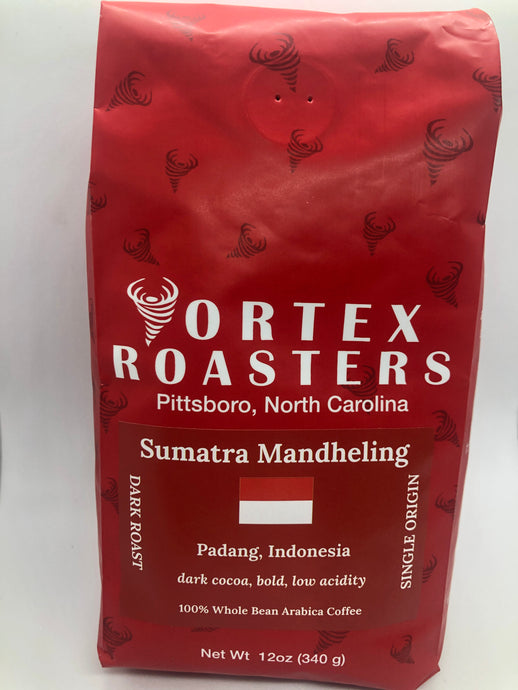 VORTEX
ROASTERS
Pittsboro, North Carolina
Sumatra Mandheling
DARK ROAST
SINGLE ORIGIN
Padang, Indonesia
dark cocoa, bold, low acidity
100% Whole Bean Arabica Coffee
Net Wt 12oz (340 g)